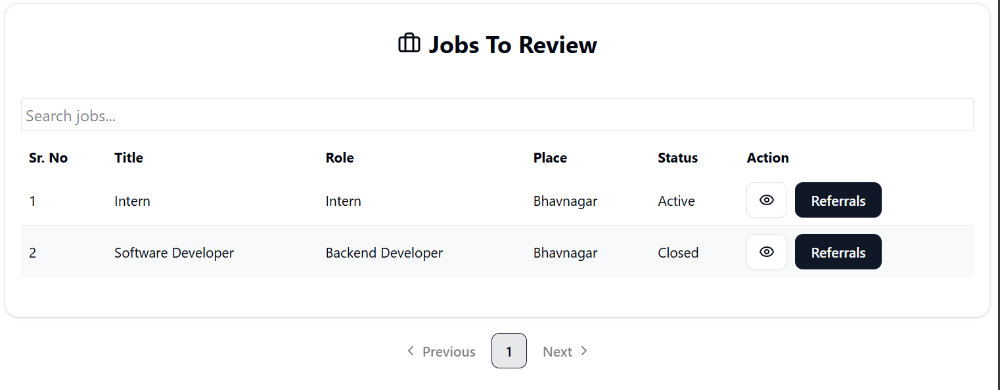 Jobs To Review
Search jobs...
Sr. No Title Role Place Status Action
1 Intern Intern Bhavnagar Active Referrals
2 Software Developer Backend Developer Bhavnagar Closed Referrals
Previous 1 Next